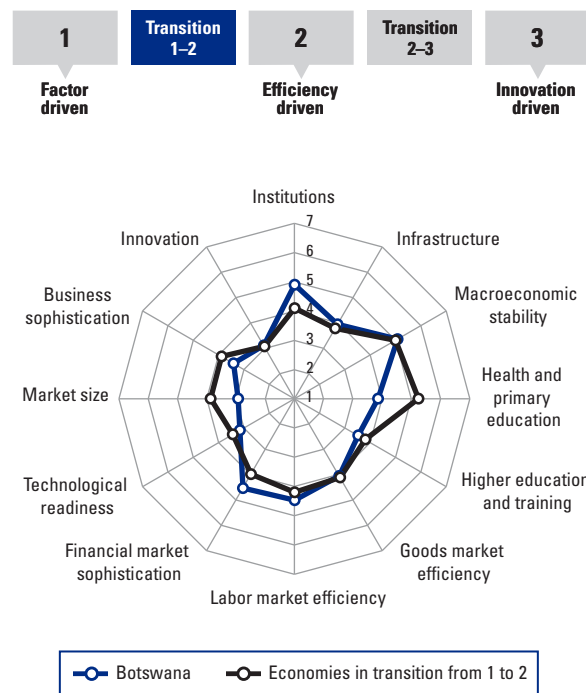 1
Transition
1–2
2
Transition
2–3
3
Factor
driven
Efficiency
driven
Innovation
driven
Institutions
7
6
5
4
3
2
1
Infrastructure
Macroeconomic
stability
Health and
primary
education
Higher education
and training
Goods market
efficiency
Labor market efficiency
Financial market
sophistication
Technological
readiness
Market size
Business
sophistication
Innovation
Botswana
Economies in transition from 1 to 2